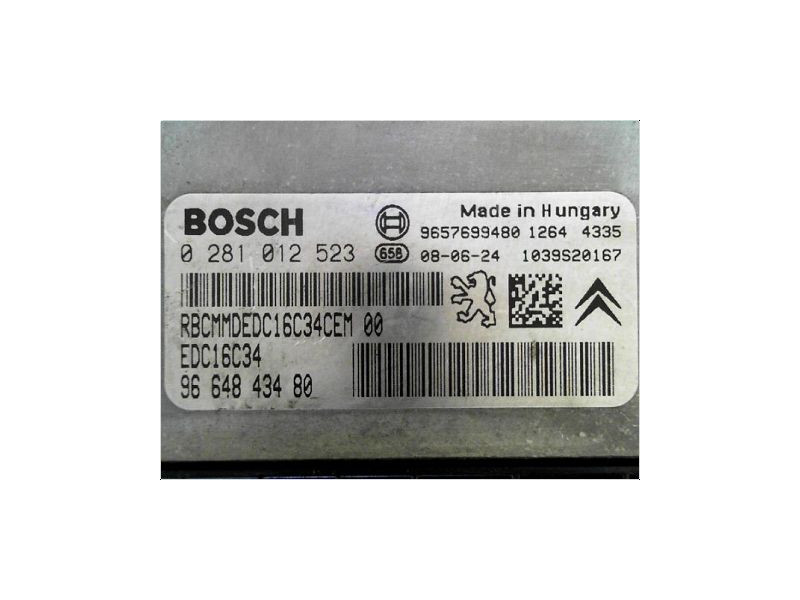 BOSCH
Made in Hungary
9657699480 1264 4335
0 281 012 523
658
08-06-24 1039S20167
RBCMMDEDC16C34CEM 00
EDC16C34
96 648 434 80